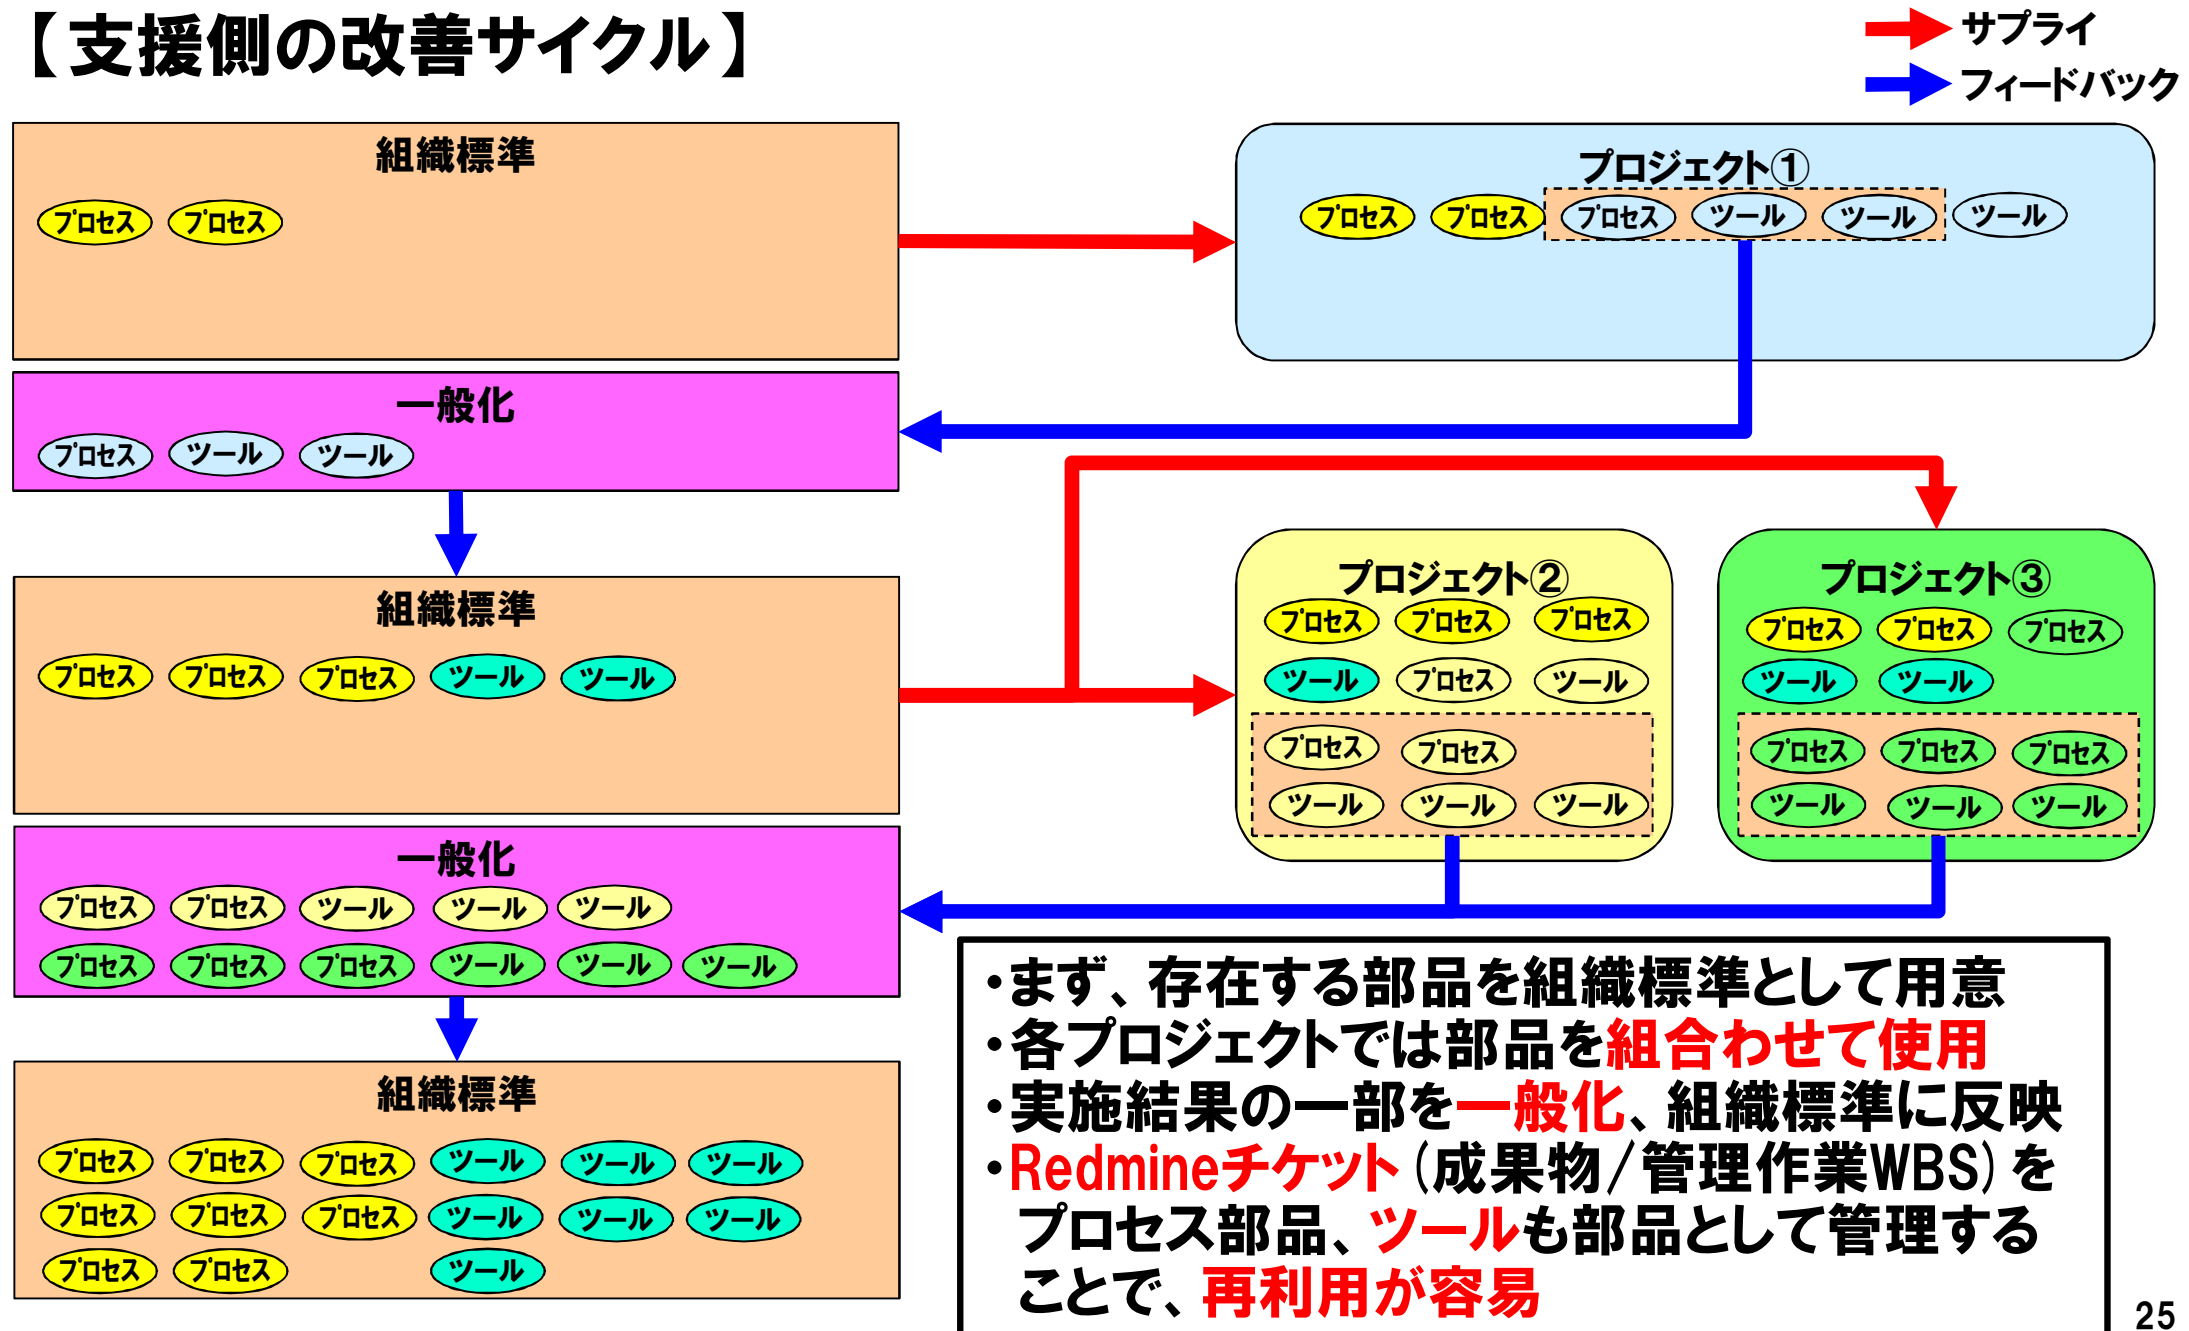 【支援側の改善サイクル】
サプライ
フィードバック
組織標準
プロセス プロセス
プロジェクト①
プロセス プロセス プロセス ツール ツール ツール
一般化
プロセス ツール ツール
組織標準
プロセス プロセス プロセス ツール ツール
プロジェクト②
プロセス プロセス プロセス
ツール プロセス ツール
プロセス プロセス
ツール ツール ツール
プロジェクト③
プロセス プロセス プロセス
ツール ツール
プロセス プロセス プロセス
ツール ツール ツール
一般化
プロセス プロセス ツール ツール ツール
プロセス プロセス プロセス ツール ツール ツール
組織標準
プロセス プロセス プロセス ツール ツール ツール
プロセス プロセス プロセス ツール ツール ツール
プロセス プロセス ツール
・まず、存在する部品を組織標準として用意
・各プロジェクトでは部品を組合わせて使用
・実施結果の一部を一般化、組織標準に反映
・Redmineチケット(成果物/管理作業WBS)を
プロセス部品、ツールも部品として管理する
ことで、再利用が容易
25